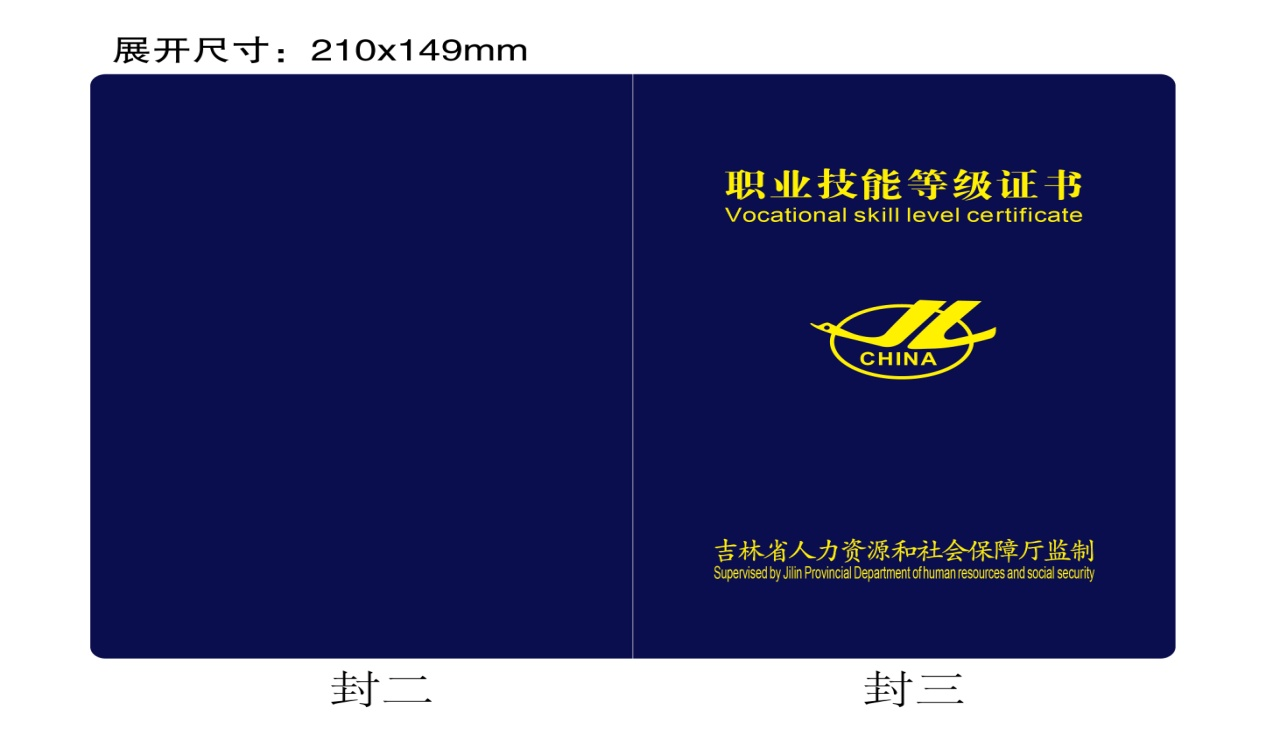 展开尺寸：210x149mm
职业技能等级证书
Vocational skill level certificate
JL
CHINA
吉林省人力资源和社会保障厅监制
Supervised by Jilin Provincial Department of human resources and social security
封二
封三